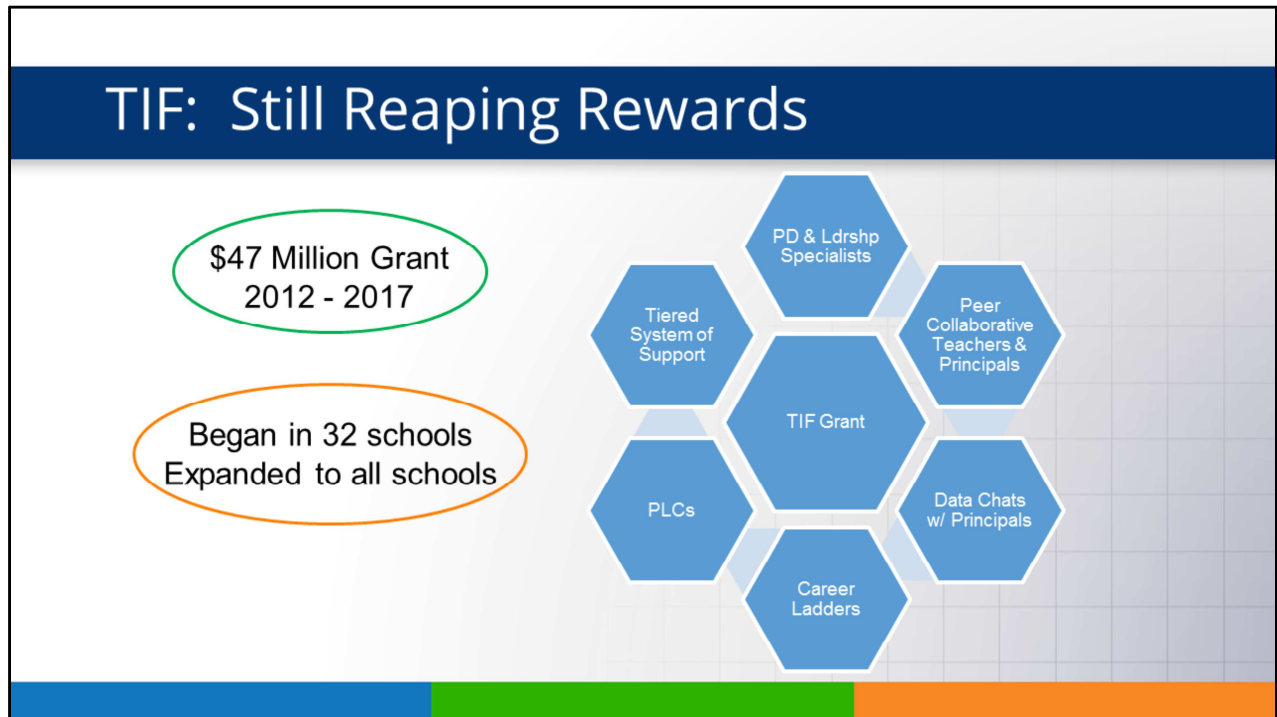 TIF: Still Reaping Rewards
$47 Million Grant
2012 - 2017
Began in 32 schools
Expanded to all schools
PD & Ldrshp
Specialists
Peer
Collaborative
Teachers &
Principals
Data Chats
w/ Principals
Career
Ladders
PLCs
Tiered
System of
Support
TIF Grant